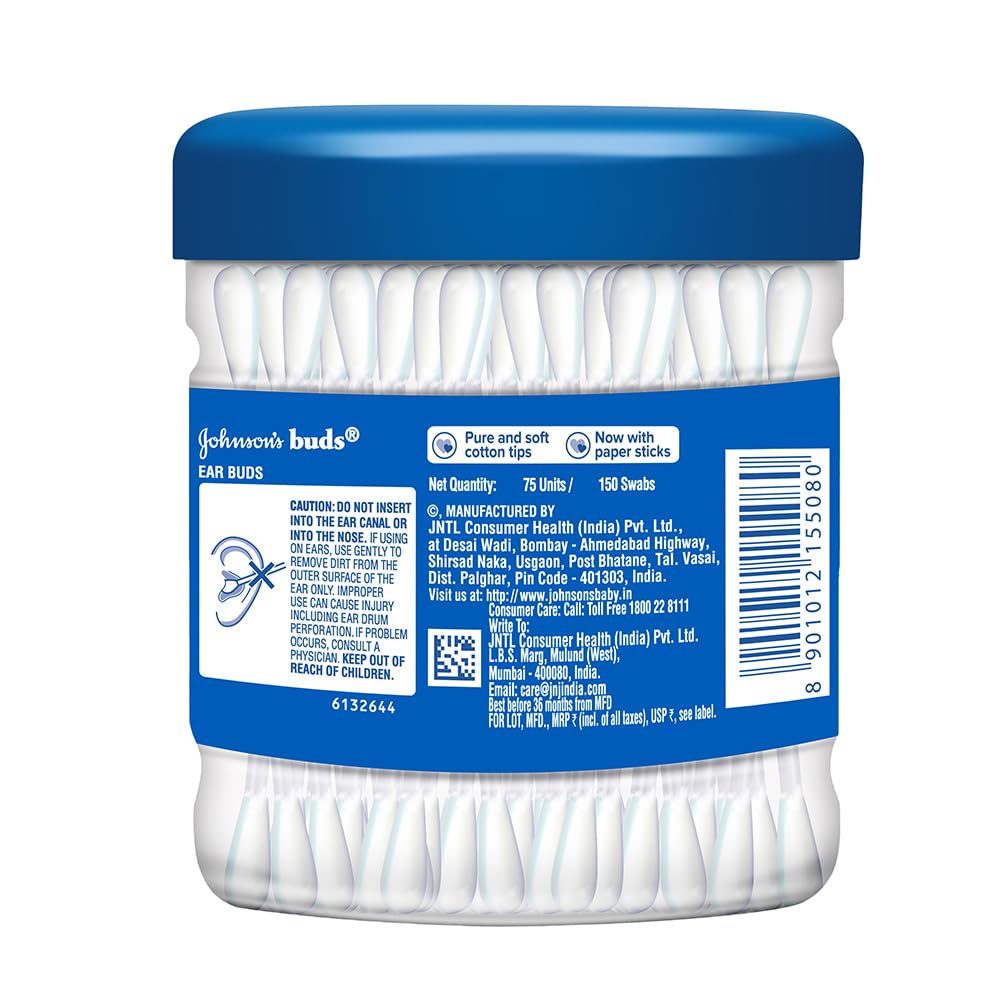 Johnson's buds®
EAR BUDS
CAUTION: DO NOT INSERT
INTO THE EAR CANAL OR
INTO THE NOSE. IF USING
ON EARS, USE GENTLY TO
REMOVE DIRT FROM THE
OUTER SURFACE OF THE
EAR ONLY. IMPROPER
USE CAN CAUSE INJURY
INCLUDING EAR DRUM
PERFORATION. IF PROBLEM
OCCURS, CONSULT A
PHYSICIAN. KEEP OUT OF
REACH OF CHILDREN.
6132644
Pure and soft
cotton tips
Now with
paper sticks
Net Quantity: 75 Units / 150 Swabs
©, MANUFACTURED BY
JNTL Consumer Health (India) Pvt. Ltd.,
at Desai Wadi, Bombay - Ahmedabad Highway,
Shirsad Naka, Usgaon, Post Bhatane, Tal. Vasai,
Dist. Palghar, Pin Code - 401303, India.
Visit us at: http://www.johnsonsbaby.in
Consumer Care: Call: Toll Free 1800 22 8111
Write To:
JNTL Consumer Health (India) Pvt. Ltd.
L.B.S. Marg, Mulund (West),
Mumbai - 400080, India.
Email: care@jnjindia.com
Best before 36 months from MFD
FOR LOT, MFD., MRP ₹ (incl. of all taxes), USP ₹, see label.
8 901012 155080